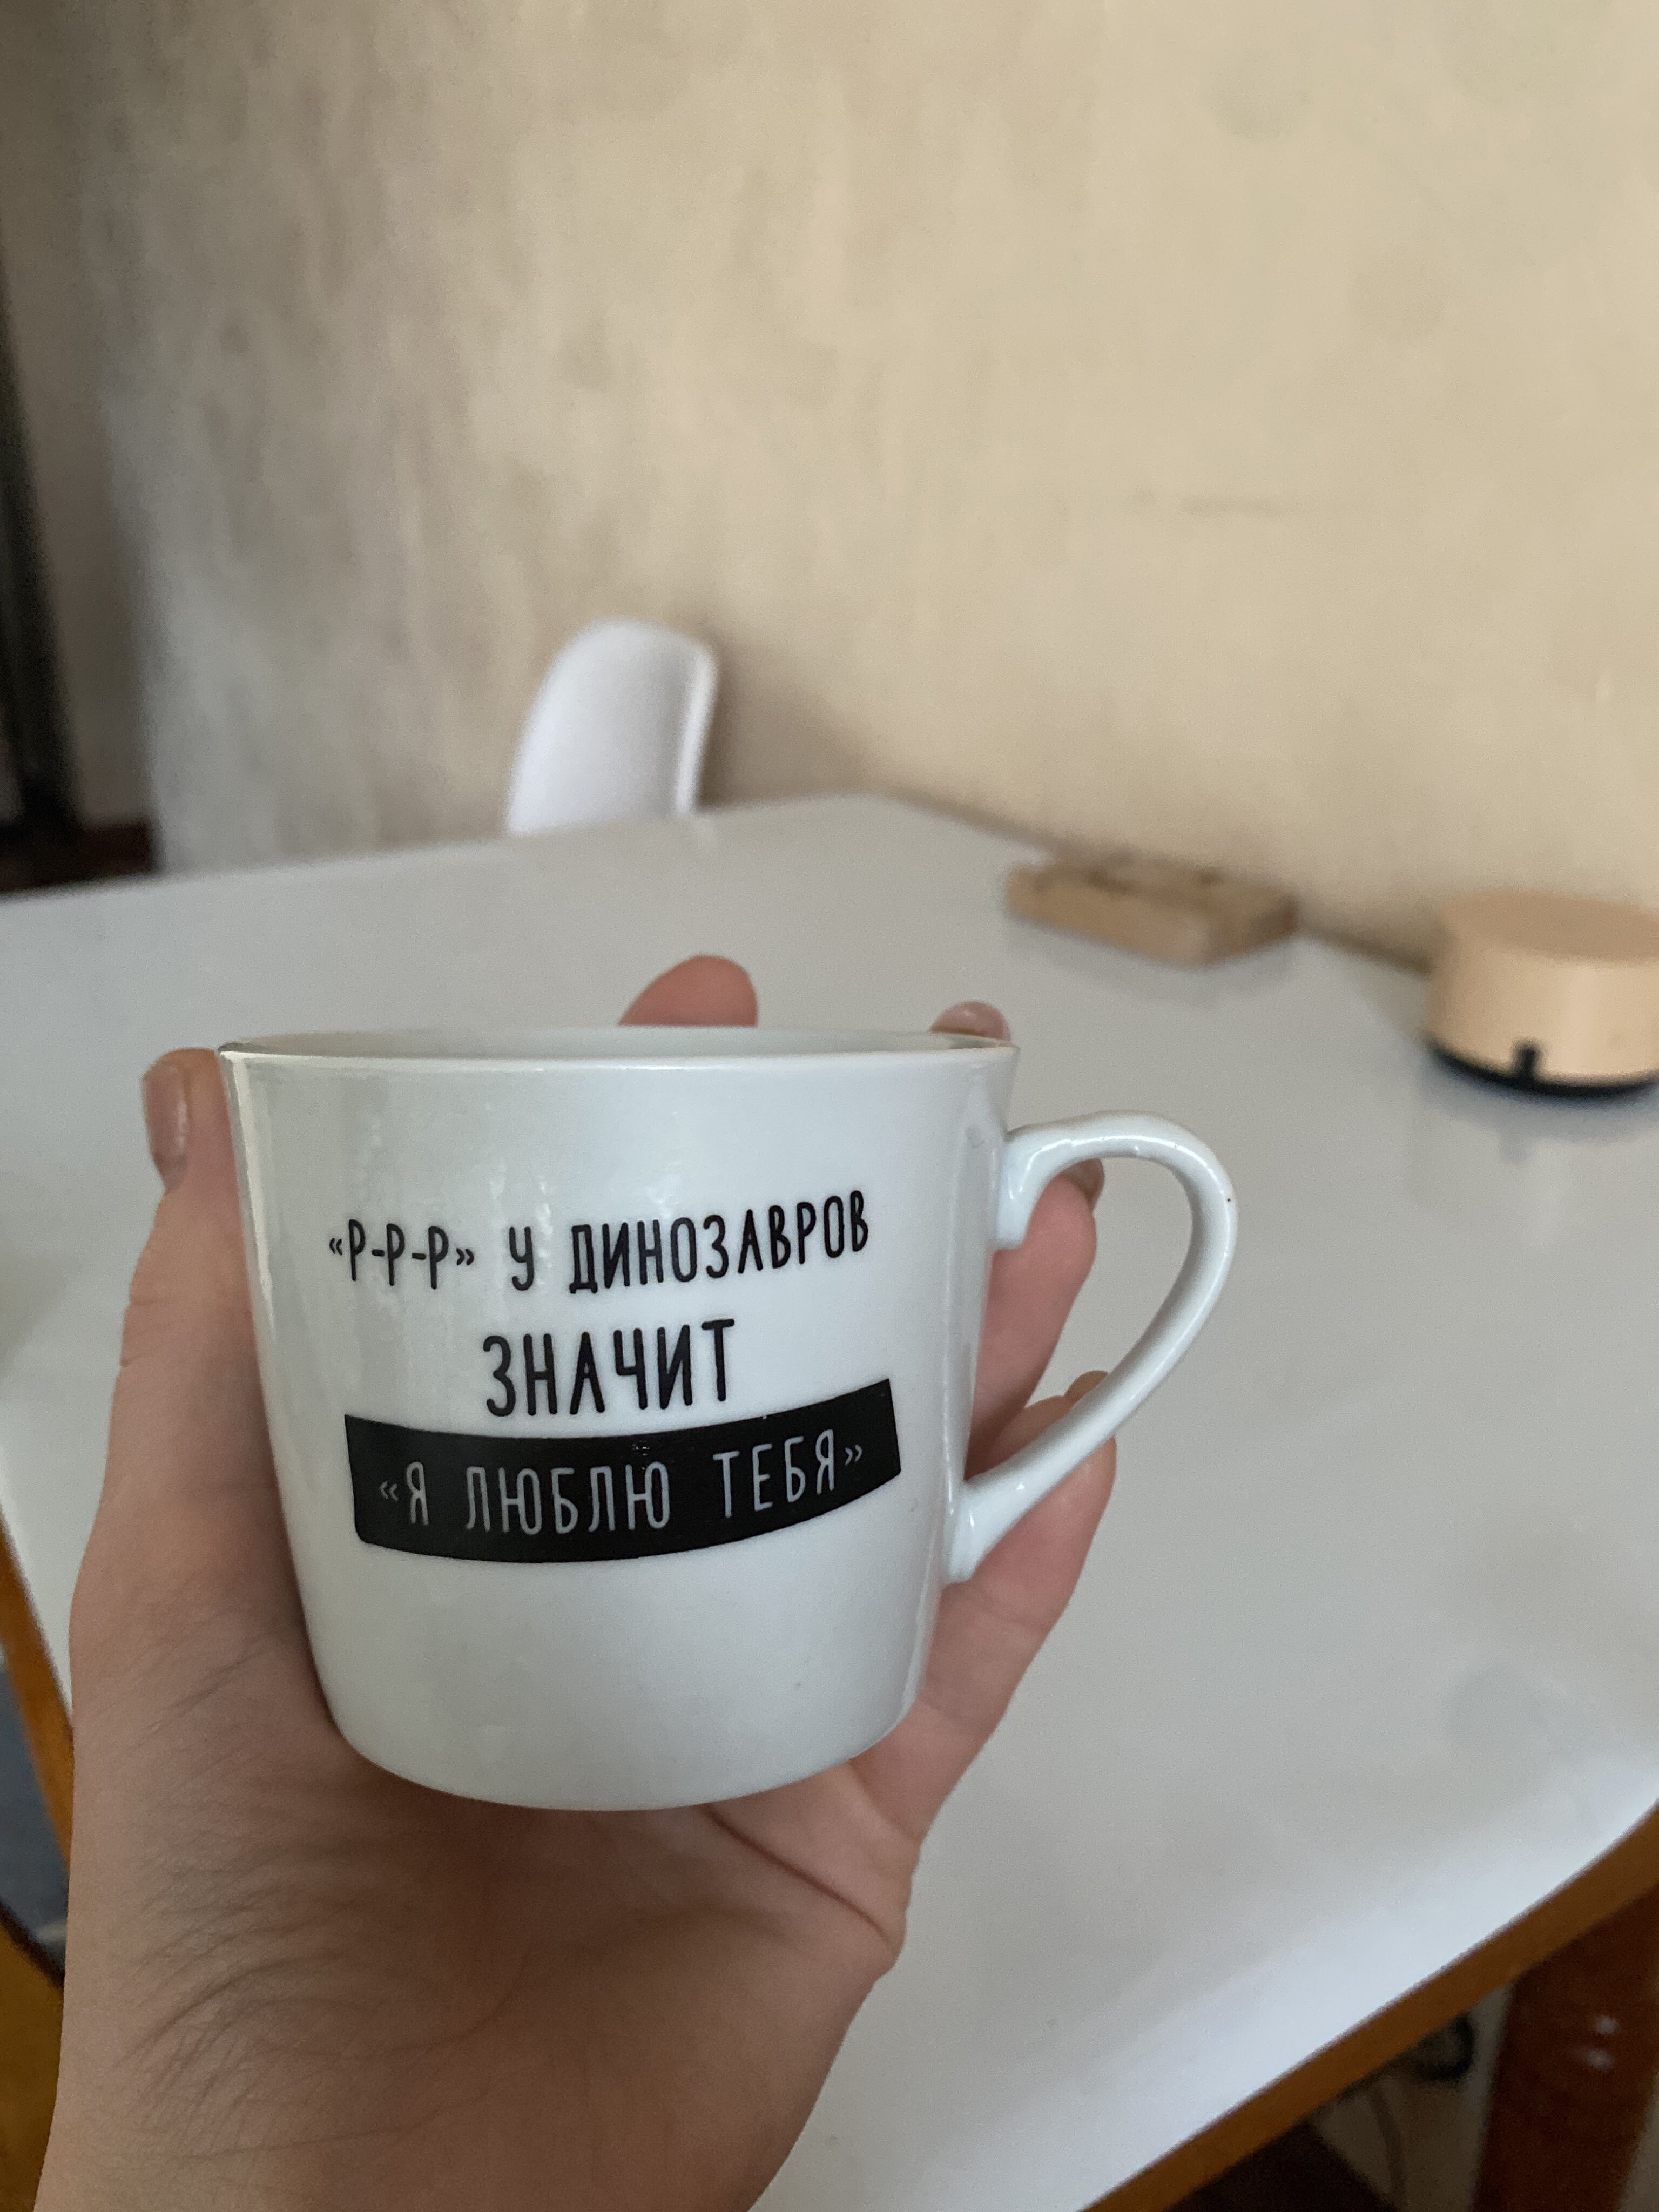 «Р-Р-Р» У ДИНОЗАВРОВ
ЗНАЧИТ
«Я ЛЮБЛЮ ТЕБЯ»